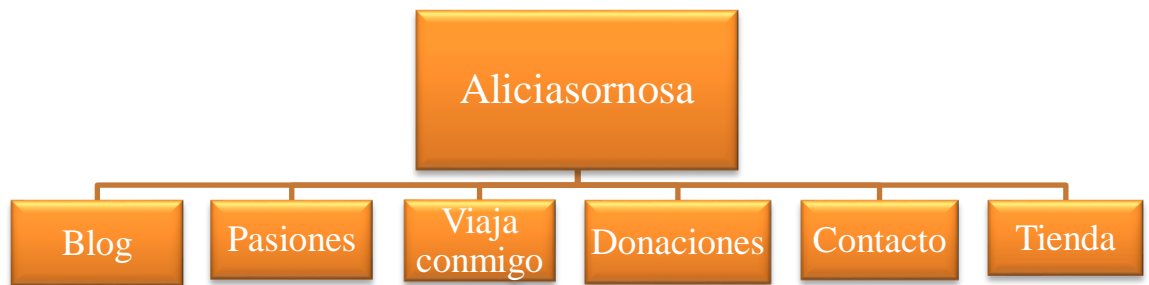 Aliciasornosa
Blog
Pasiones
Viaja
conmigo
Donaciones
Contacto
Tienda